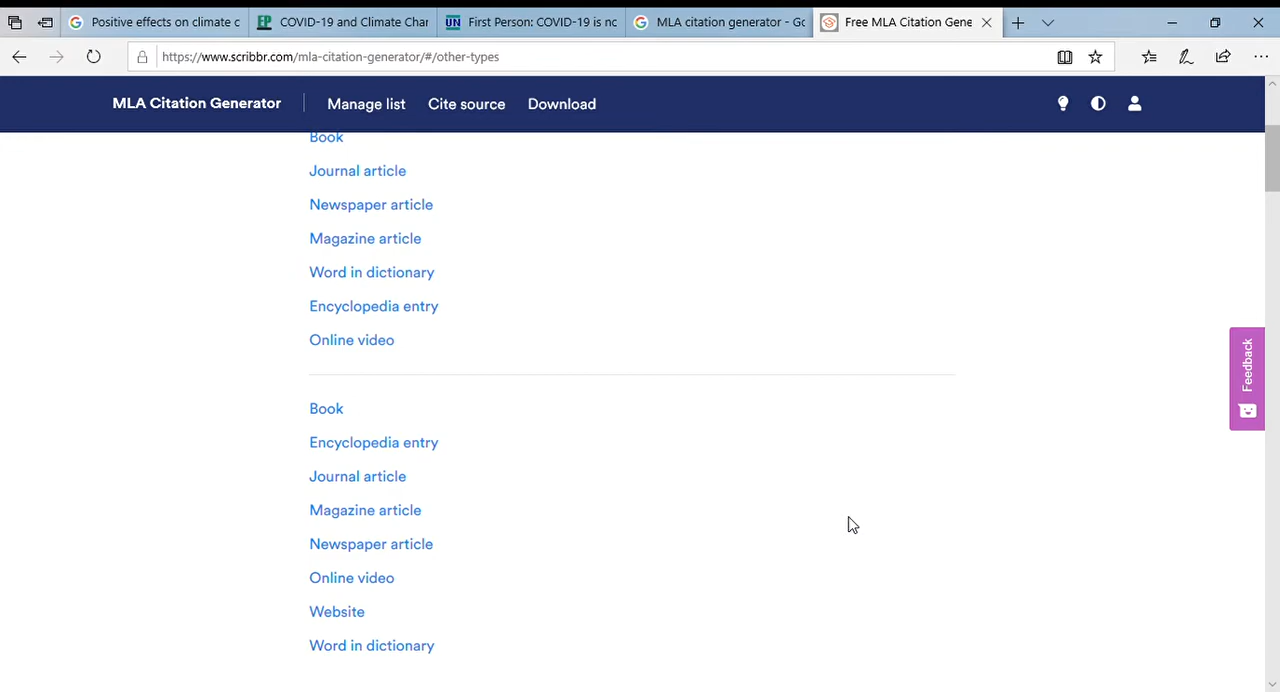 Positive effects on climate c
COVID-19 and Climate Char
UN First Person: COVID-19 is nc
MLA citation generator - Gc
Free MLA Citation Gene
https://www.scribbr.com/mla-citation-generator/#/other-types
MLA Citation Generator
Manage list
Cite source
Download
Book
Journal article
Newspaper article
Magazine article
Word in dictionary
Encyclopedia entry
Online video
Feedback
Book
Encyclopedia entry
Journal article
Magazine article
Newspaper article
Online video
Website
Word in dictionary